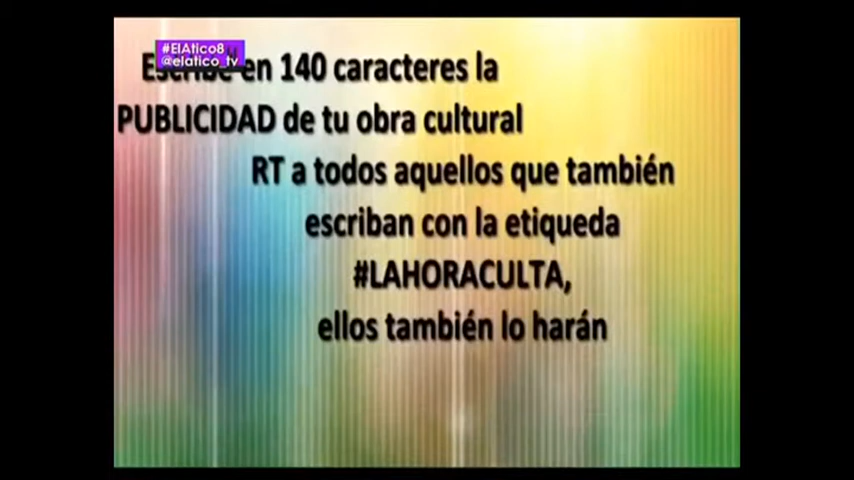 #ElAtico8
@elatico_tv
Escribe en 140 caracteres la
PUBLICIDAD de tu obra cultural
RT a todos aquellos que también
escriban con la etiqueda
#LAHORACULTA,
ellos también lo harán